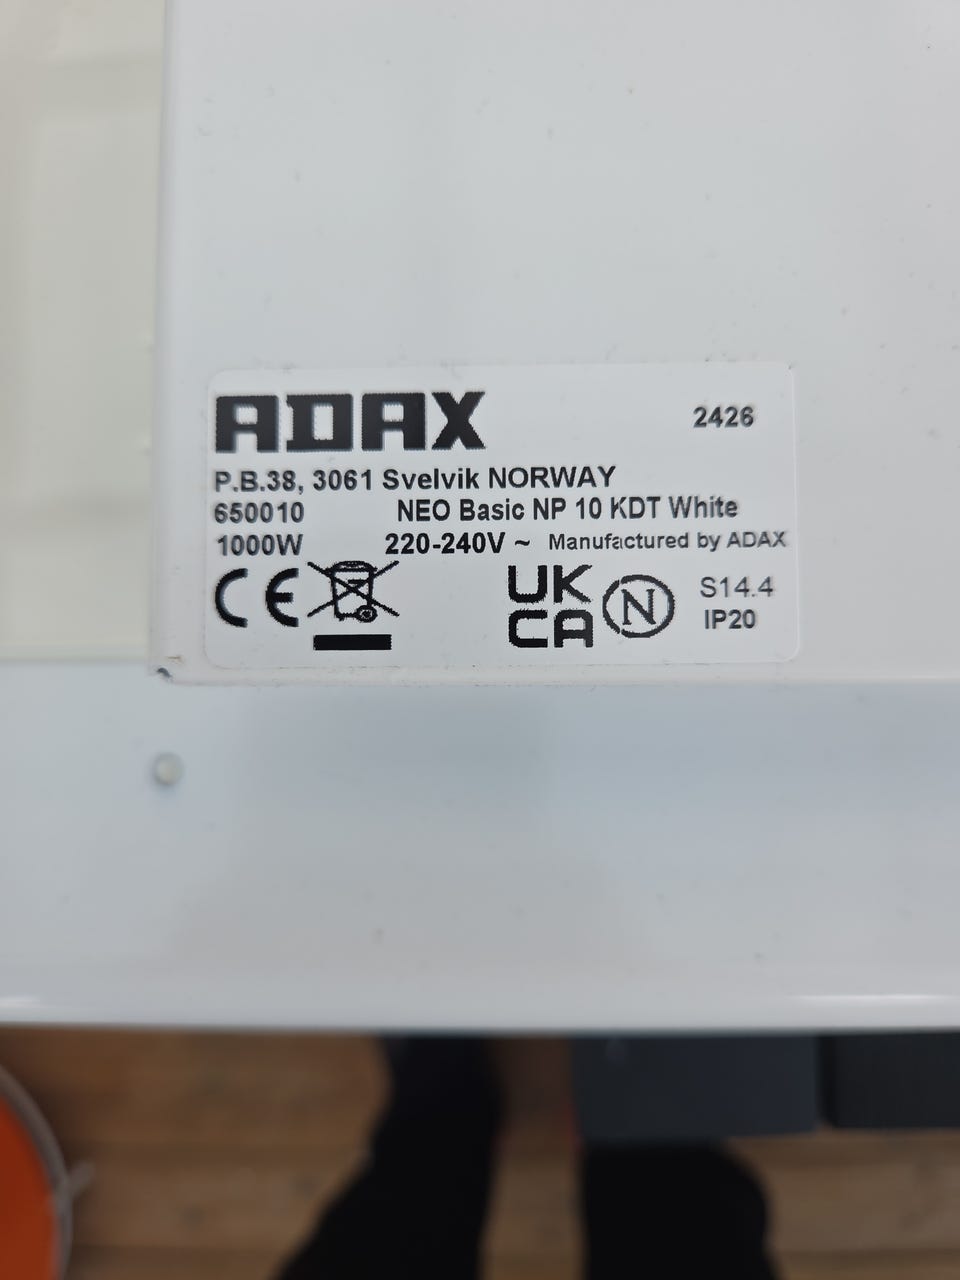 ADAX 2426
P.B.38, 3061 Svelvik NORWAY
650010 NEO Basic NP 10 KDT White
1000W 220-240V ~ Manufactured by ADAX
CE UK CA N S14.4
IP20